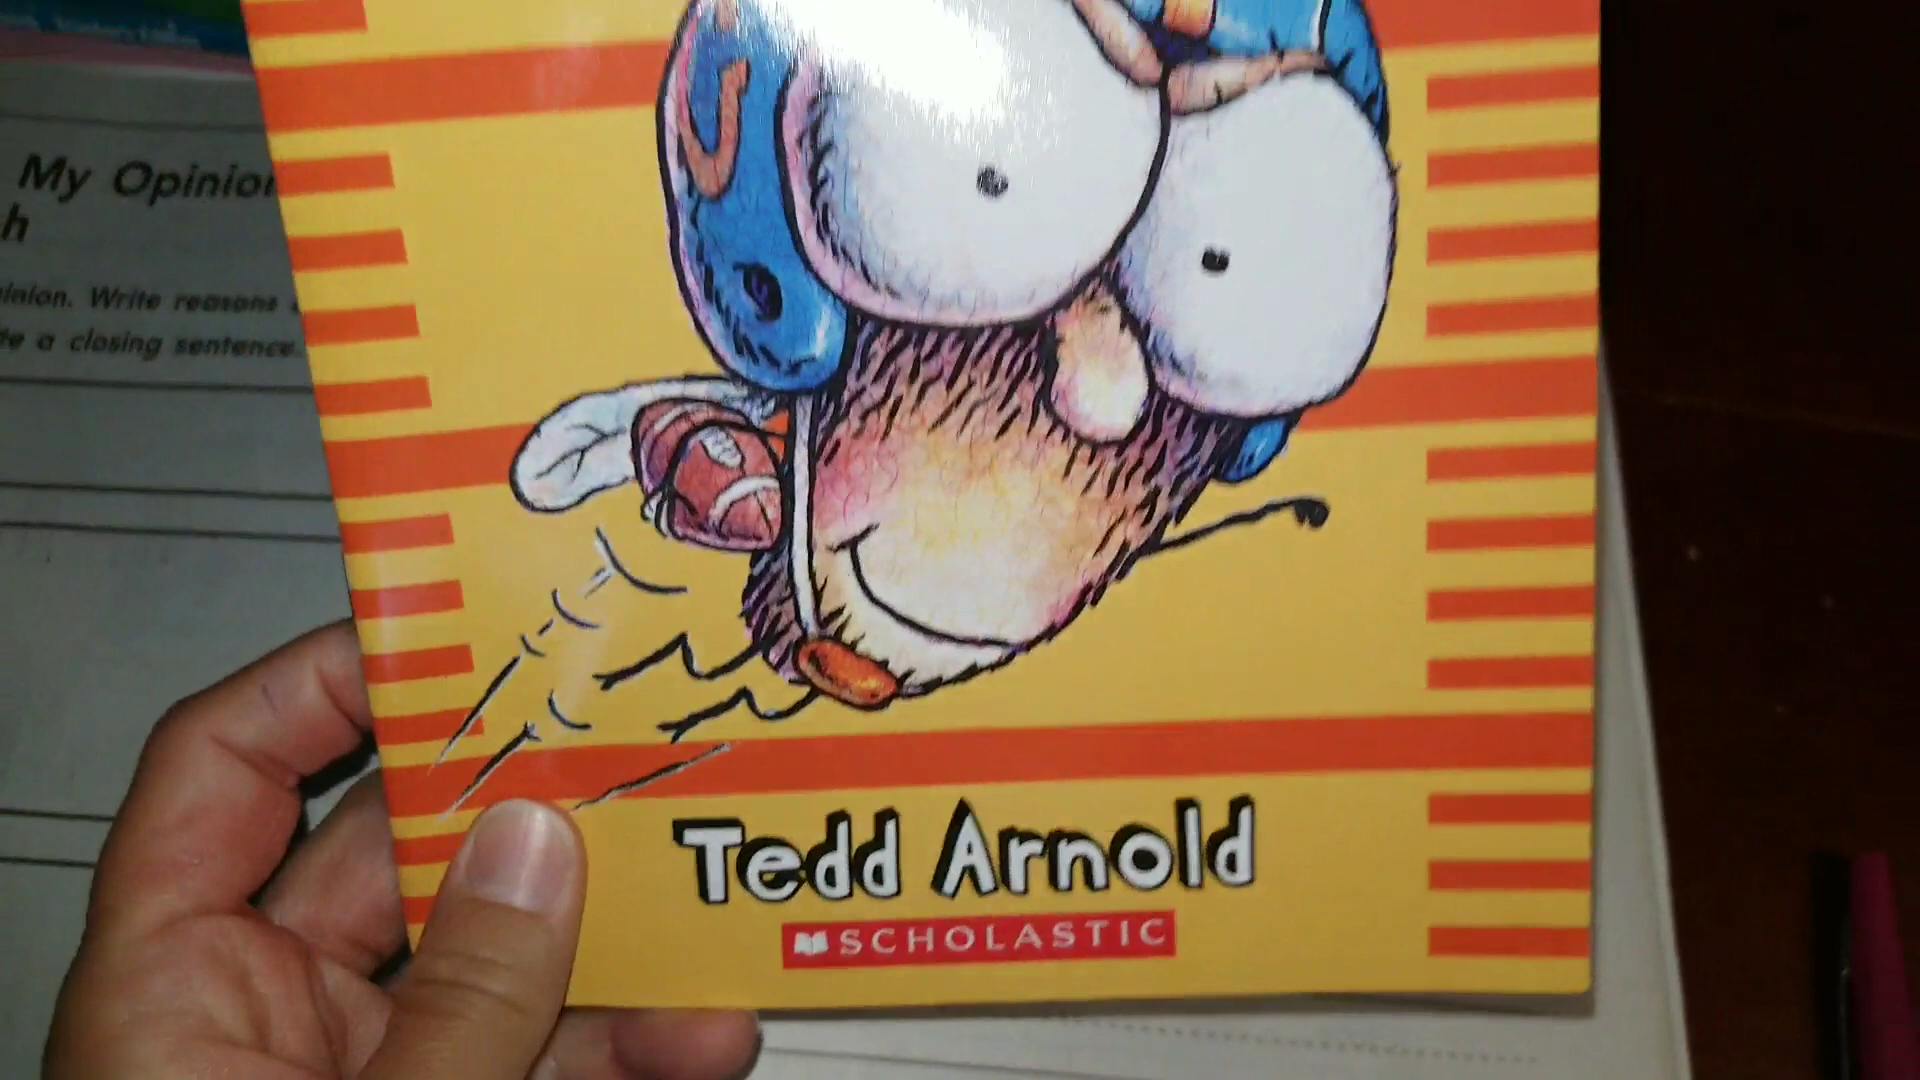 My Opinion
h
inion. Write reasons
te a closing sentence.
Tedd Arnold
SCHOLASTIC